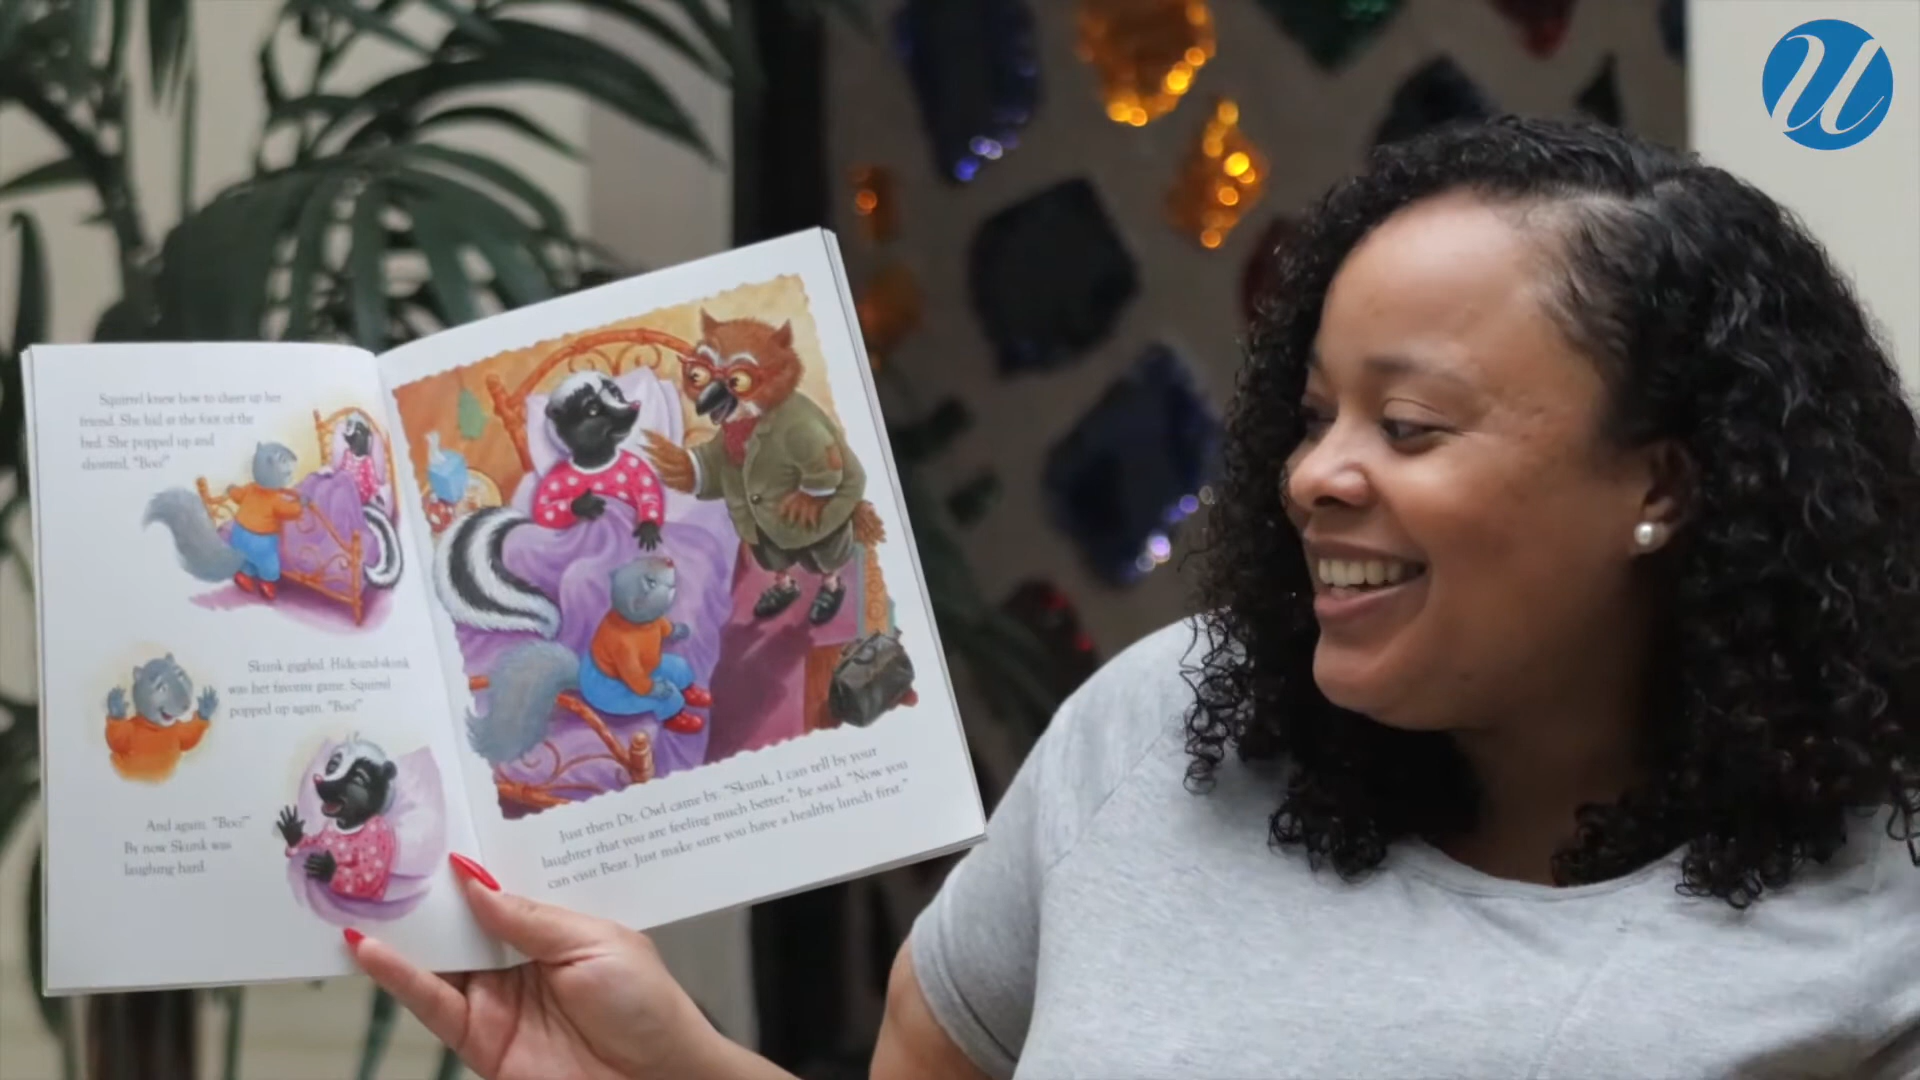 Squirrel knew how to cheer up her
friend. She hid at the foot of the
bed. She popped up and
shouted, "Boo!"
Skunk giggled. Hide-and-skunk
was her favorite game. Squirrel
popped up again. "Boo!"
And again. "Boo!"
By now Skunk was
laughing hard.
Just then Dr. Owl came by. "Skunk, I can tell by your
laughter that you are feeling much better," he said. "Now you
can visit Bear. Just make sure you have a healthy lunch first."
U